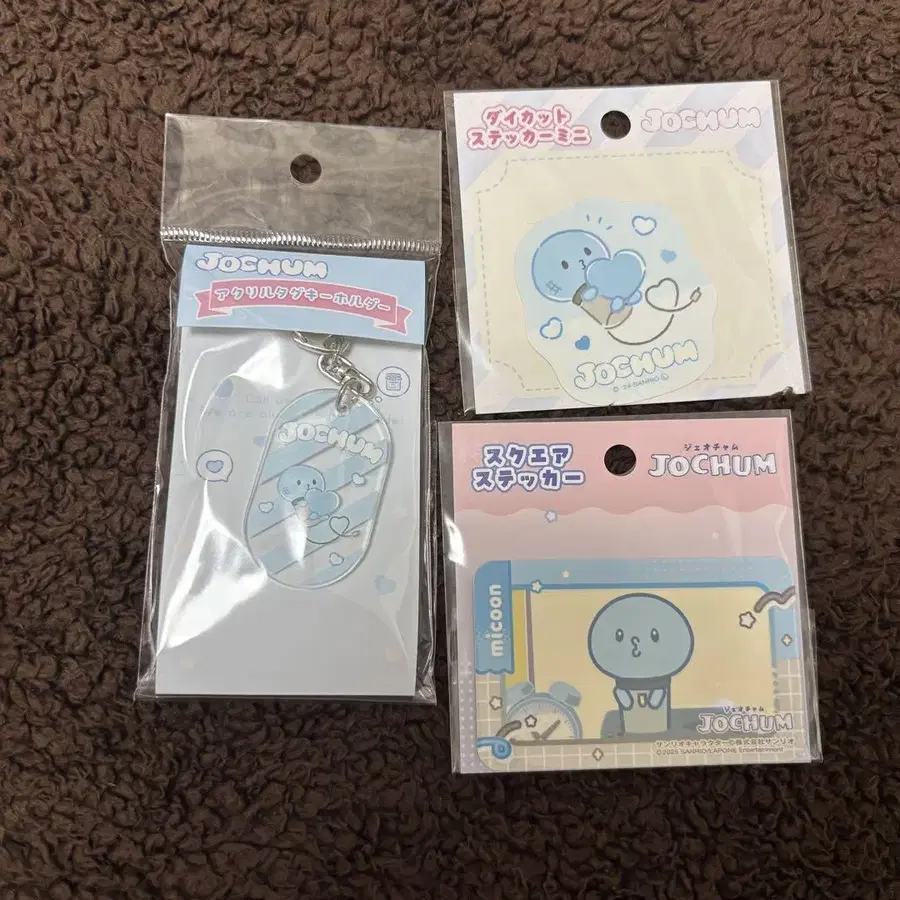 JOCHUM
アクリルタグキーホルダー
JOCHUM
ダイカット
ステッカーミニ
JOCHUM
JOCHUM
スクエア
ステッカー
ジェオチャム
JOCHUM
micoon
ジェオチャム
JOCHUM
サンリオキャラクター©株式会社サンリオ
©2025 SANRIO/LAPONE Entertainment